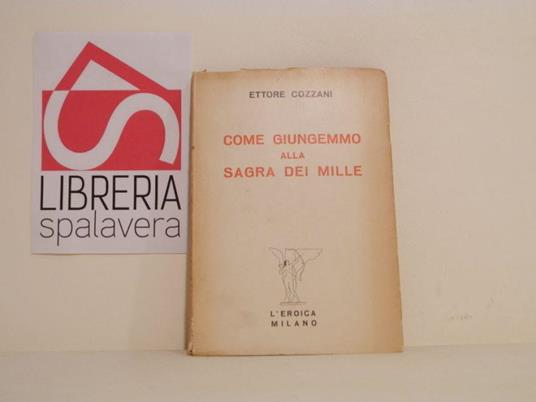 LIBRERIA
spalavera
ETTORE COZZANI
COME GIUNGEMMO
ALLA
SAGRA DEI MILLE
L'EROICA
MILANO